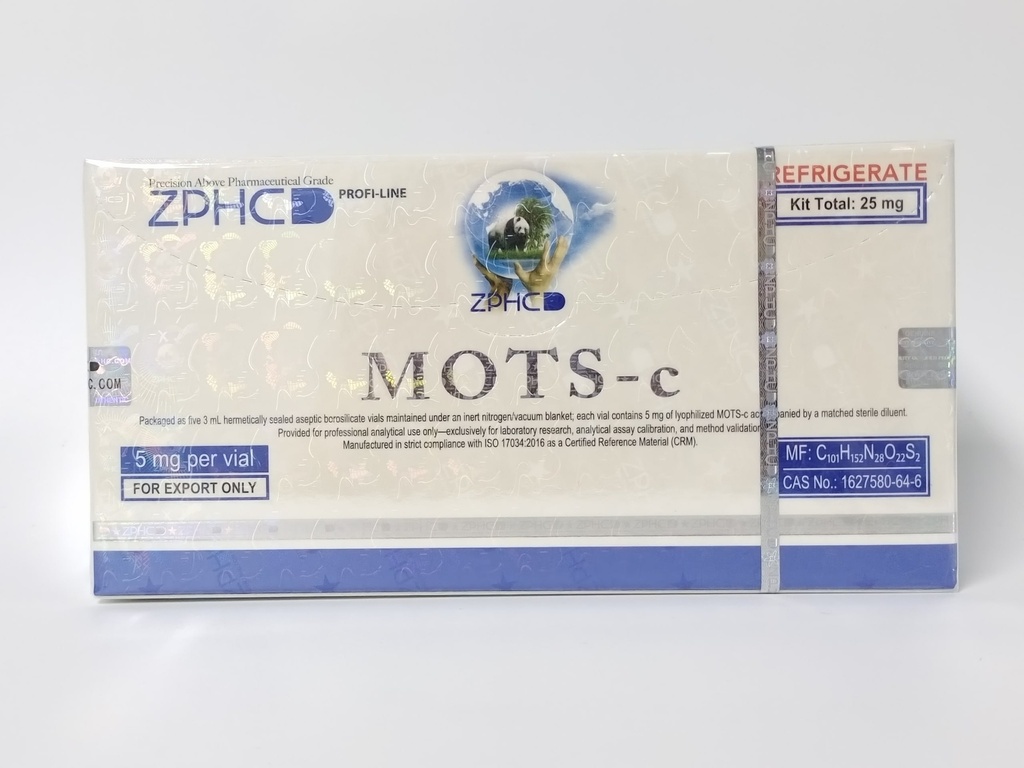 Precision Above Pharmaceutical Grade
ZPHC PROFI-LINE
REFRIGERATE
Kit Total: 25 mg
ZPHC
C.COM
MOTS-c
Packaged as five 3 mL hermetically sealed aseptic borosilicate vials maintained under an inert nitrogen/vacuum blanket; each vial contains 5 mg of lyophilized MOTS-c by a matched sterile diluent.
Provided for professional analytical use only—exclusively for laboratory research, analytical assay calibration, and method validation
Manufactured in strict compliance with ISO 17034:2016 as a Certified Reference Material (CRM).
5 mg per vial
FOR EXPORT ONLY
MF: C₁₀₁H₁₅₂N₂₈O₂₂S₂
CAS No.: 1627580-64-6